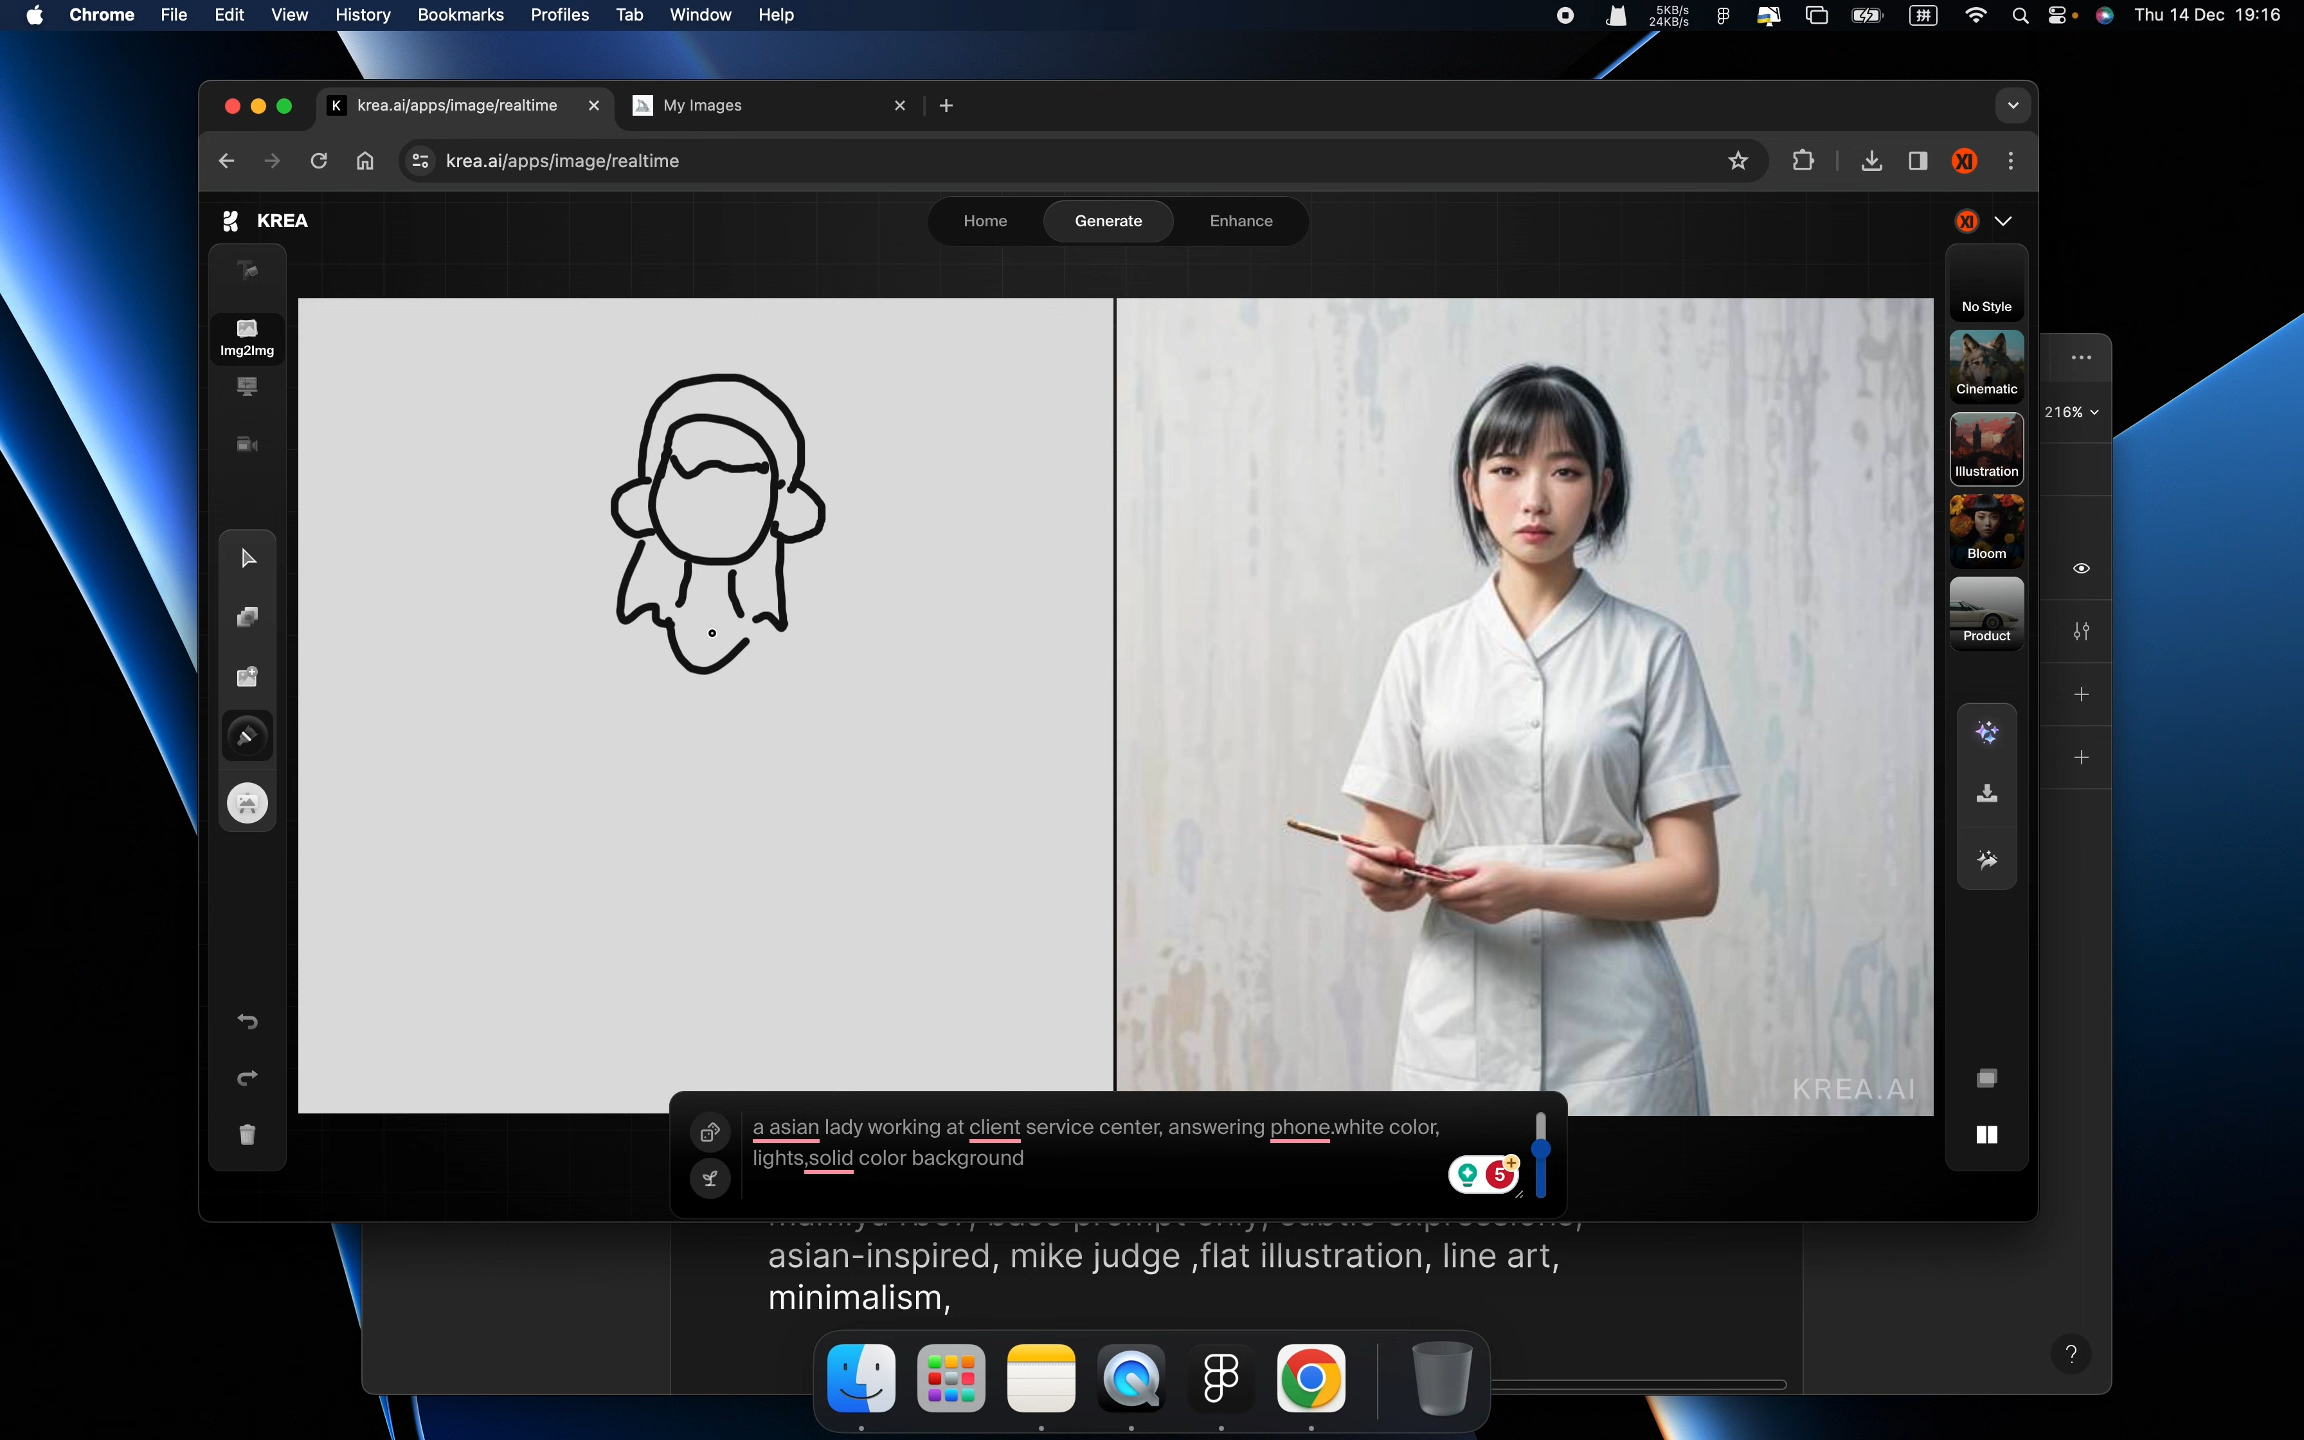 Chrome File Edit View History Bookmarks Profiles Tab Window Help
5KB/s
24KB/s
拼
Thu 14 Dec 19:16
K krea.ai/apps/image/realtime
My Images
krea.ai/apps/image/realtime
XI
KREA
Home Generate Enhance
XI
Img2Img
No Style
Cinematic
Illustration
Bloom
Product
216%
KREA.AI
a asian lady working at client service center, answering phone.white color,
lights,solid color background
5
asian-inspired, mike judge ,flat illustration, line art,
minimalism,
?